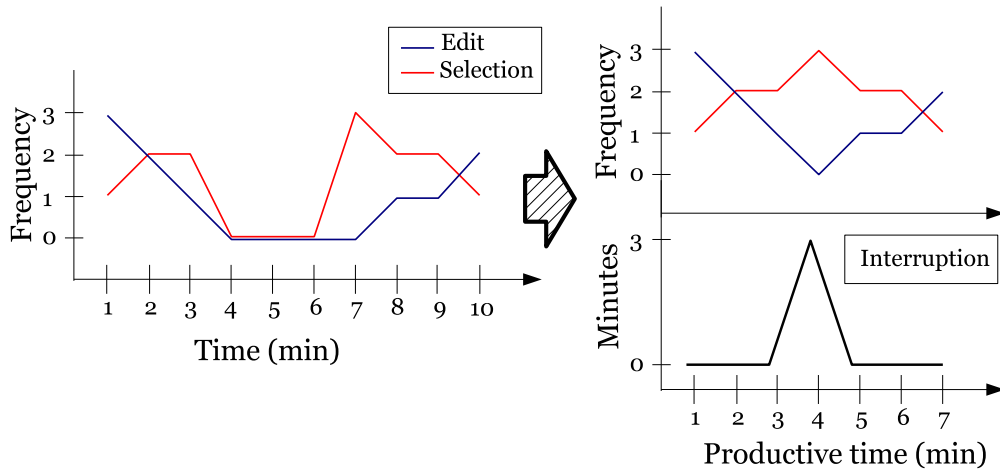 Edit
Selection
Frequency
3
2
1
0
1 2 3 4 5 6 7 8 9 10
Time (min)
Frequency
3
2
1
0
Minutes
3
0
Interruption
1 2 3 4 5 6 7
Productive time (min)